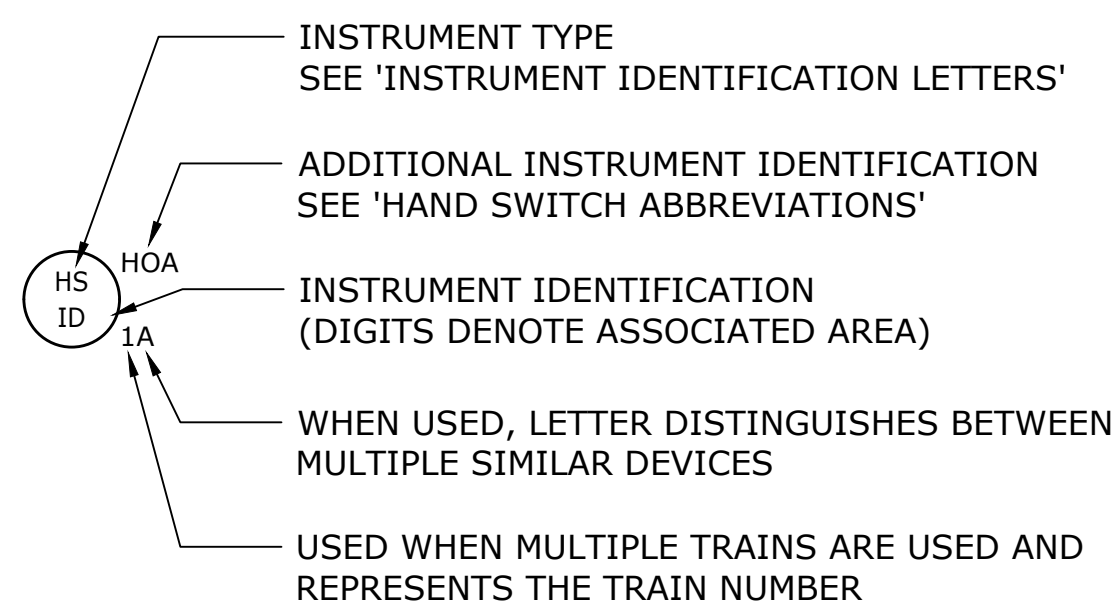 INSTRUMENT TYPE
SEE 'INSTRUMENT IDENTIFICATION LETTERS'
ADDITIONAL INSTRUMENT IDENTIFICATION
SEE 'HAND SWITCH ABBREVIATIONS'
HOA
HS
ID
1A
INSTRUMENT IDENTIFICATION
(DIGITS DENOTE ASSOCIATED AREA)
WHEN USED, LETTER DISTINGUISHES BETWEEN
MULTIPLE SIMILAR DEVICES
USED WHEN MULTIPLE TRAINS ARE USED AND
REPRESENTS THE TRAIN NUMBER